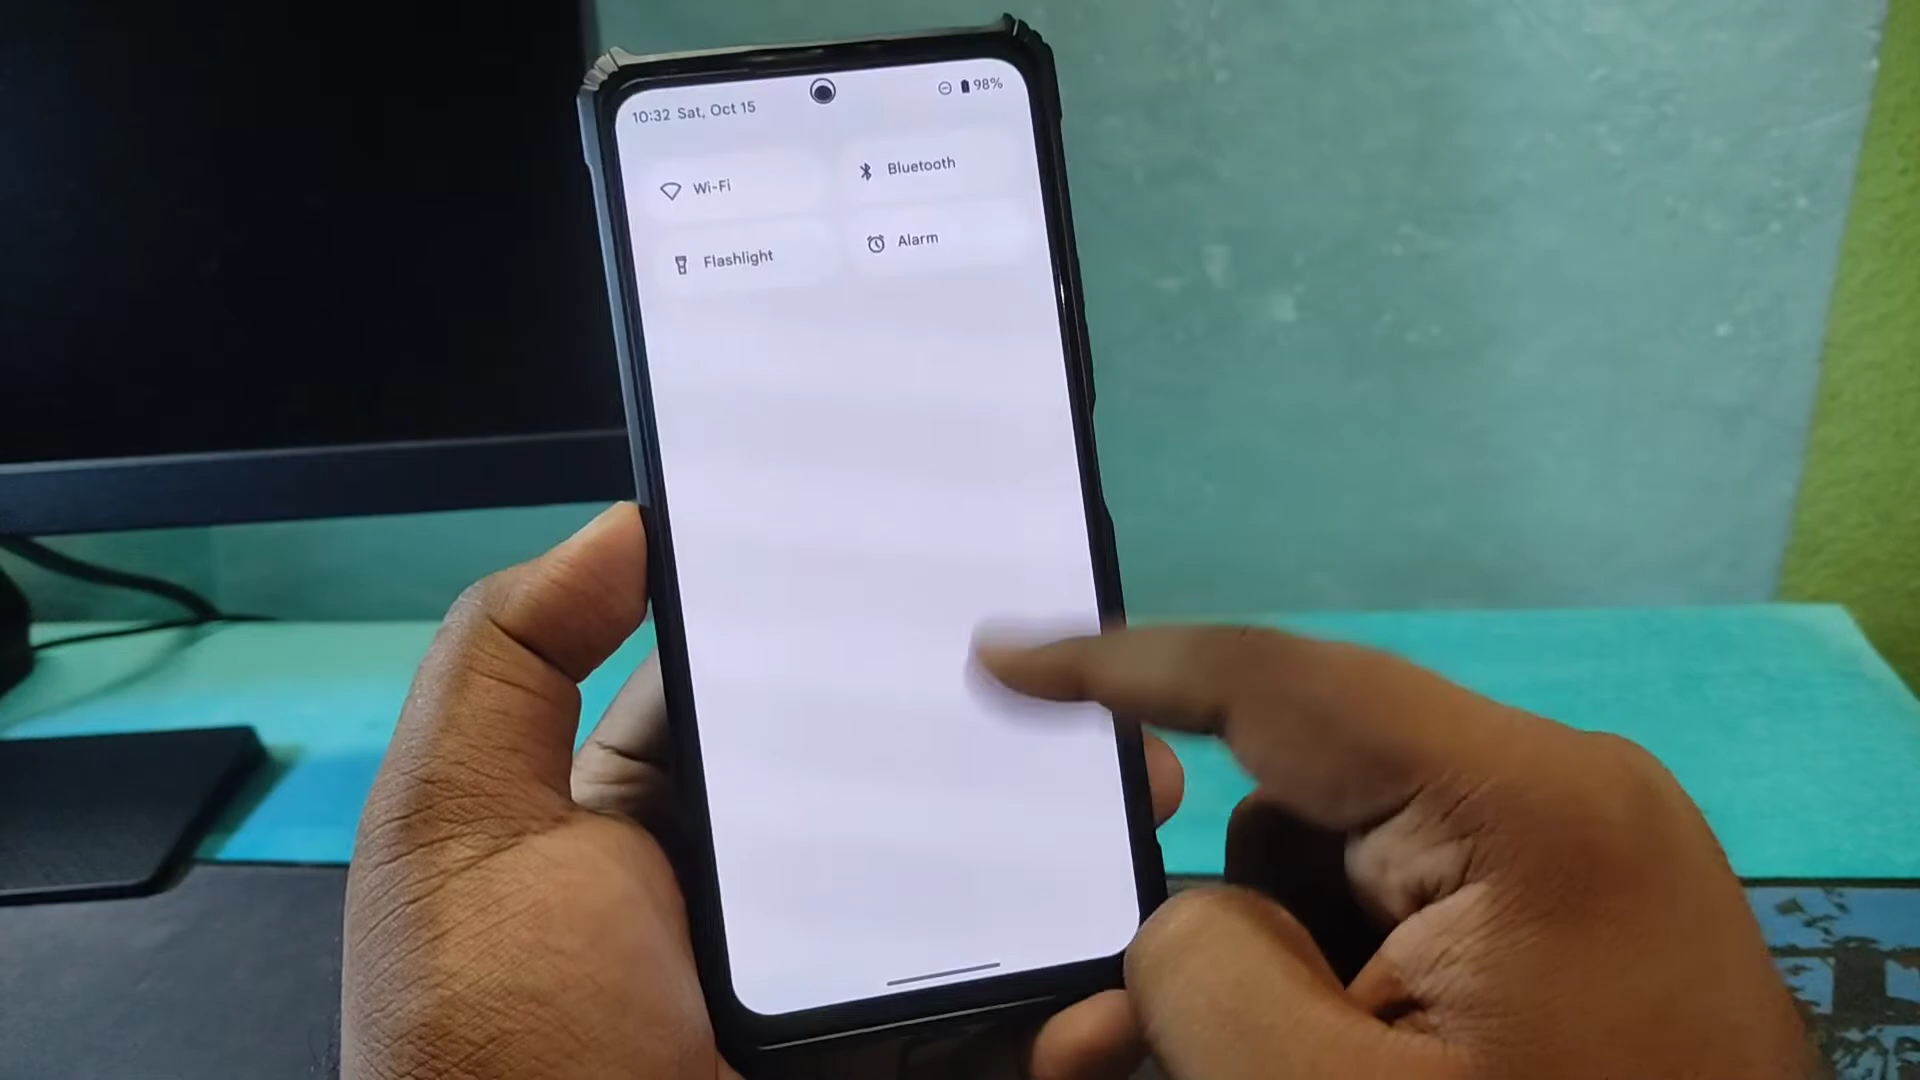 10:32 Sat, Oct 15
98%
Wi-Fi
Bluetooth
Flashlight
Alarm